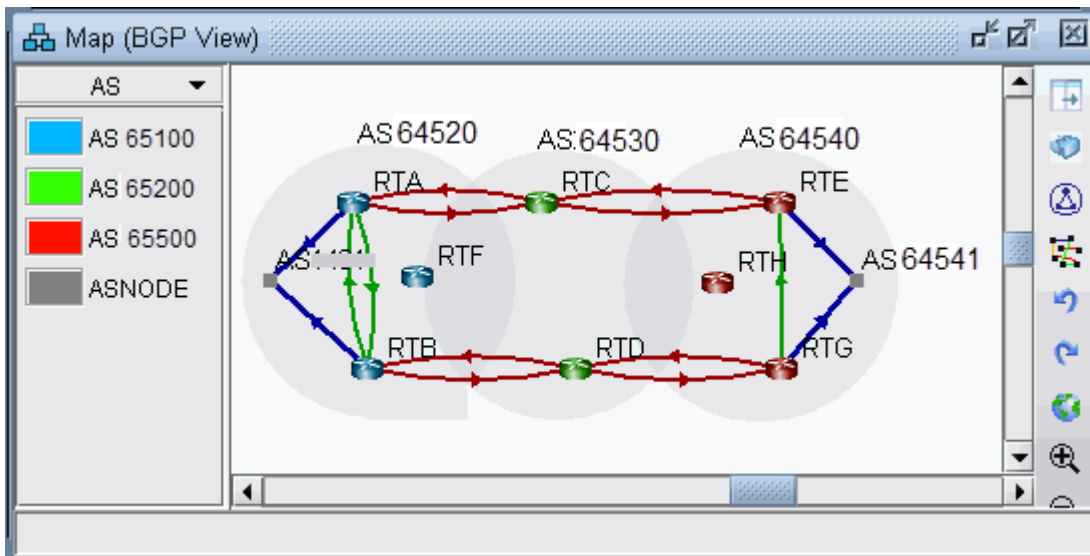 Map (BGP View)
AS
AS 65100
AS 65200
AS 65500
ASNODE
AS 64520
AS 64530
AS 64540
RTA
RTC
RTE
AS
RTF
RTH
AS 64541
RTB
RTD
RTG